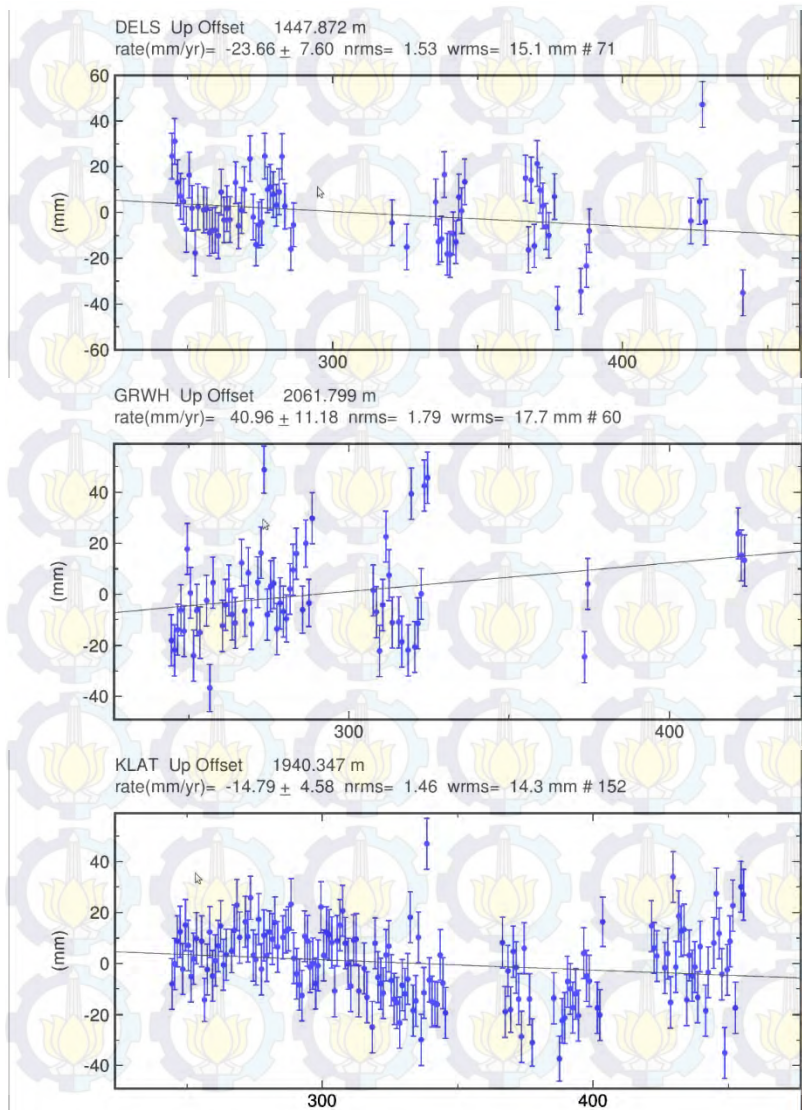 DELS Up Offset 1447.872 m
rate(mm/yr)= -23.66 ± 7.60 nrms= 1.53 wrms= 15.1 mm # 71
60
40
20
0
-20
-40
-60
(mm)
300
400
GRWH Up Offset 2061.799 m
rate(mm/yr)= 40.96 ± 11.18 nrms= 1.79 wrms= 17.7 mm # 60
40
20
0
-20
-40
(mm)
300
400
KLAT Up Offset 1940.347 m
rate(mm/yr)= -14.79 ± 4.58 nrms= 1.46 wrms= 14.3 mm # 152
40
20
0
-20
-40
(mm)
300
400